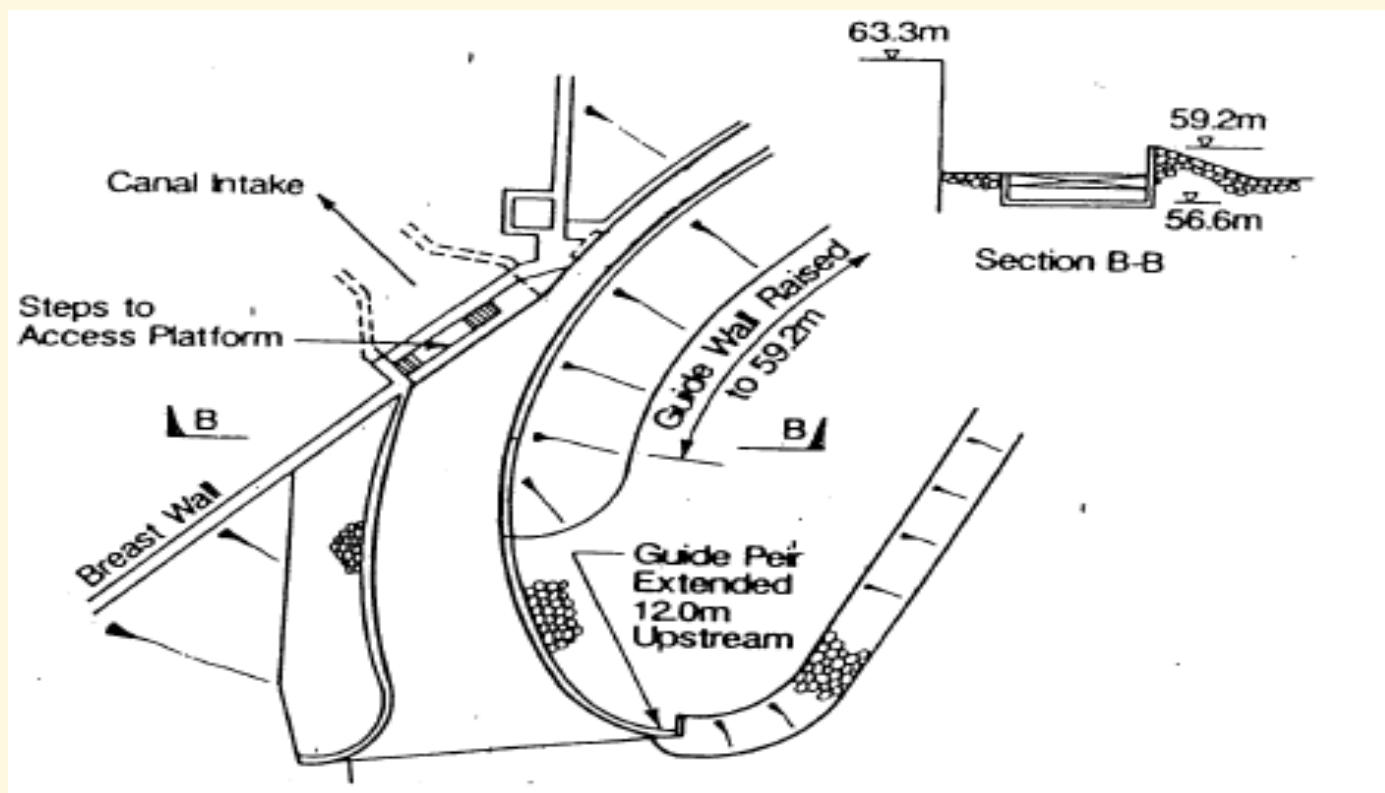 63.3m
59.2m
56.6m
Section B-B
Canal Intake
Steps to
Access Platform
Guide Wall Raised
to 59.2m
B
B
Breast Wall
Guide Peir
Extended
12.0m
Upstream